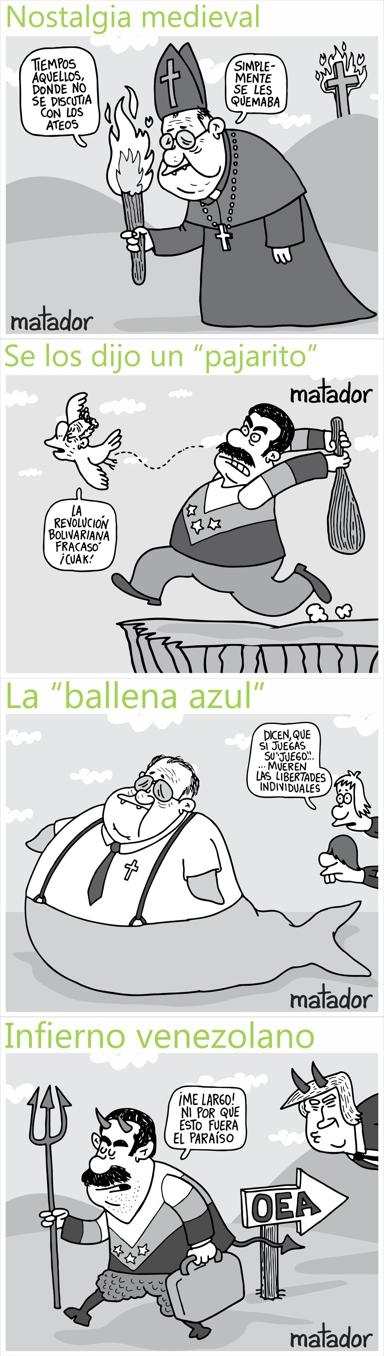 Nostalgia medieval
TIEMPOS
AQUELLOS,
DONDE NO
SE DISCUTIA
CON LOS
ATEOS
SIMPLE-
MENTE
SE LES
QUEMABA
matador
Se los dijo un “pajarito”
matador
LA
REVOLUCIÓN
BOLIVARIANA
FRACASÓ
¡CUAK!
La “ballena azul”
DICEN, QUE
SI JUEGAS
SU "JUEGO"...
...MUEREN
LAS LIBERTADES
INDIVIDUALES
matador
Infierno venezolano
¡ME LARGO!
NI POR QUE
ESTO FUERA
EL PARAÍSO
OEA
matador